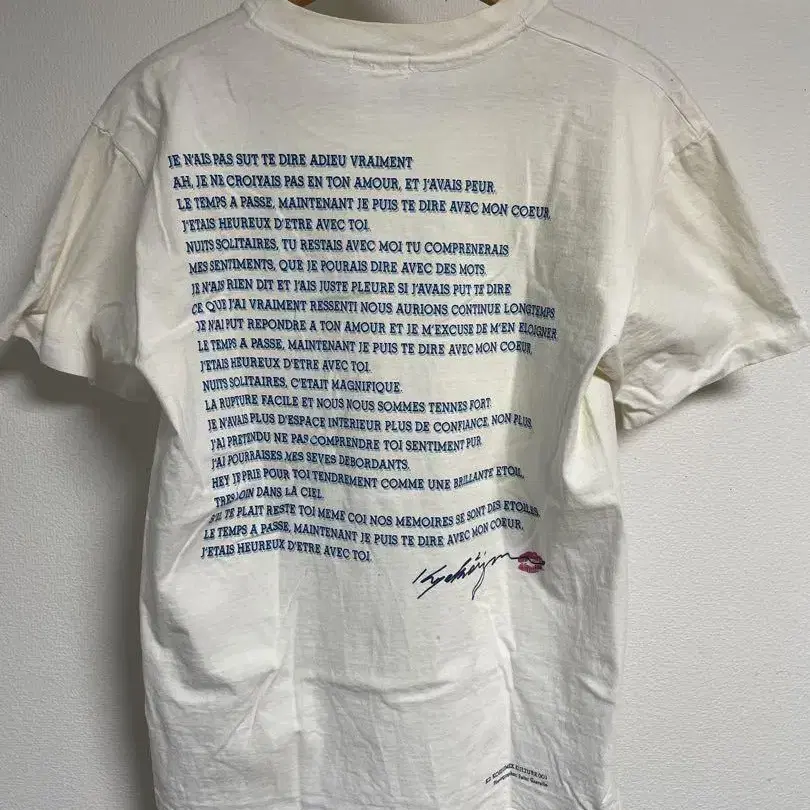 JE N'AIS PAS SUT TE DIRE ADIEU VRAIMENT
AH, JE NE CROIYAIS PAS EN TON AMOUR, ET J'AVAIS PEUR.
LE TEMPS A PASSE, MAINTENANT JE PUIS TE DIRE AVEC MON COEUR,
J'ETAIS HEUREUX D'ETRE AVEC TOI.
NUITS SOLITAIRES, TU RESTAIS AVEC MOI TU COMPRENERAIS
MES SENTIMENTS, QUE JE POURAIS DIRE AVEC DES MOTS.
JE N'AIS RIEN DIT ET J'AIS JUSTE PLEURE SI J'AVAIS PUT TE DIRE
CE QUE J'AI VRAIMENT RESSENTI NOUS AURIONS CONTINUE LONGTEMPS
JE N'AI PUT REPONDRE A TON AMOUR ET JE M'EXCUSE DE M'EN ELOIGNER.
LE TEMPS A PASSE, MAINTENANT JE PUIS TE DIRE AVEC MON COEUR,
J'ETAIS HEUREUX D'ETRE AVEC TOI.
NUITS SOLITAIRES, C'ETAIT MAGNIFIQUE.
LA RUPTURE FACILE ET NOUS NOUS SOMMES TENNES FORT.
JE N'AVAIS PLUS D'ESPACE INTERIEUR PLUS DE CONFIANCE, NON PLUS.
J'AI PRETENDU NE PAS COMPRENDRE TOI SENTIMENT PUR.
J'AI POURRAISES MES SEVES DEBORDANTS.
HEY JE PRIE POUR TOI TENDREMENT COMME UNE BRILLANTE ETOIL,
TRES LOIN DANS LA CIEL.
PLAIT RESTE TOI MEME COI NOS MEMOIRES SE SONT DES ETOILES.
LE TEMPS A PASSE, MAINTENANT JE PUIS TE DIRE AVEC MON COEUR,
J'ETAIS HEUREUX D'ETRE AVEC TOI.